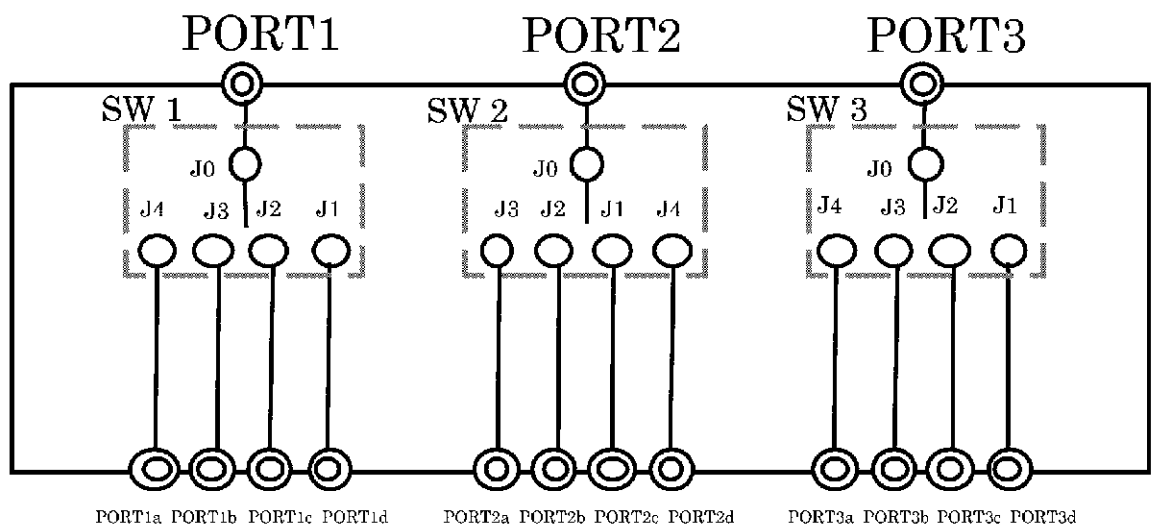 PORT1 PORT2 PORT3
SW 1 SW 2 SW 3
J0 J0 J0
J4 J3 J2 J1 J3 J2 J1 J4 J4 J3 J2 J1
PORT1a PORT1b PORT1c PORT1d PORT2a PORT2b PORT2c PORT2d PORT3a PORT3b PORT3c PORT3d